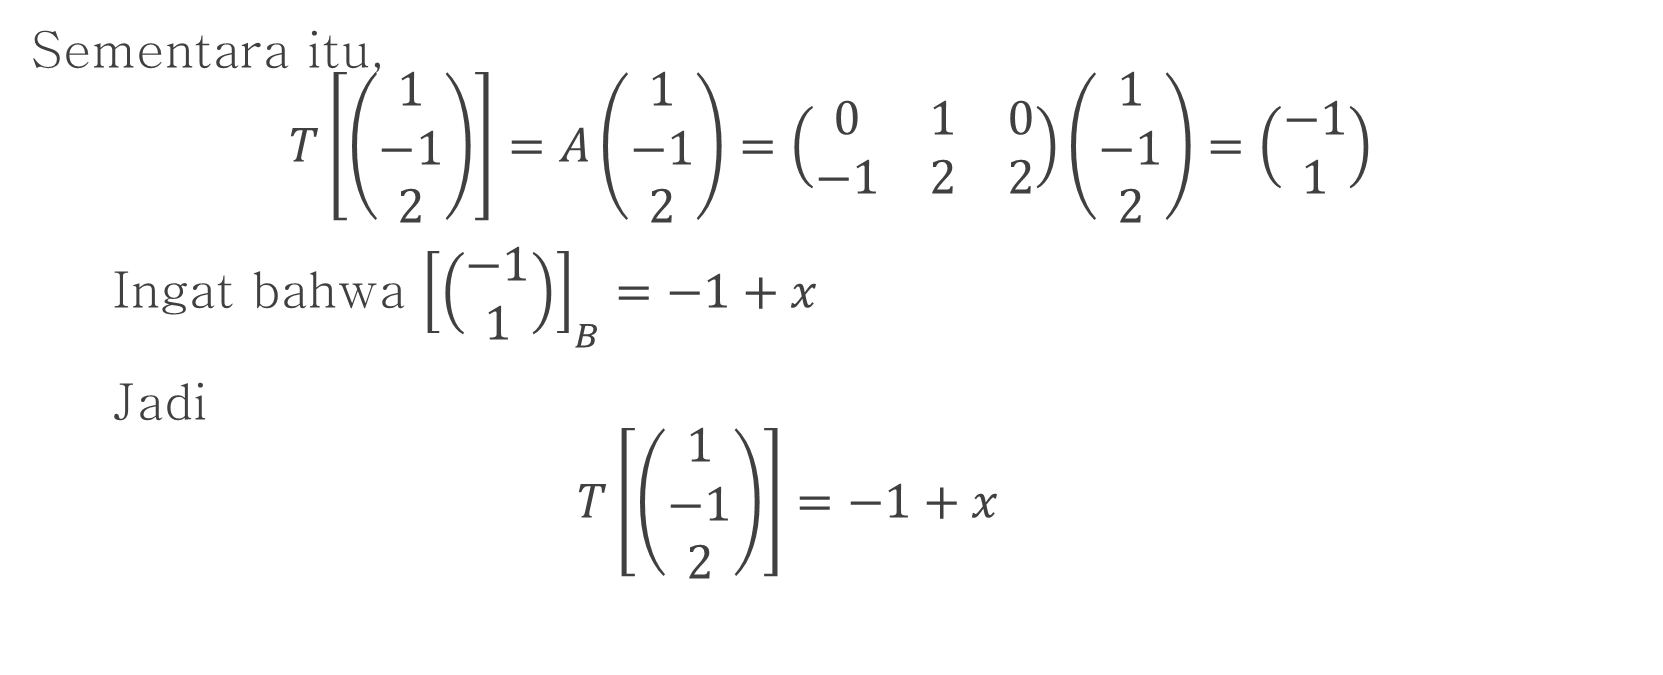 Sementara itu,
T[(1 −1 2)] = A(1 −1 2) = (0 1 0 −1 2 2)(1 −1 2) = (−1 1)
Ingat bahwa [(−1 1)]_B = −1 + x
Jadi
T[(1 −1 2)] = −1 + x